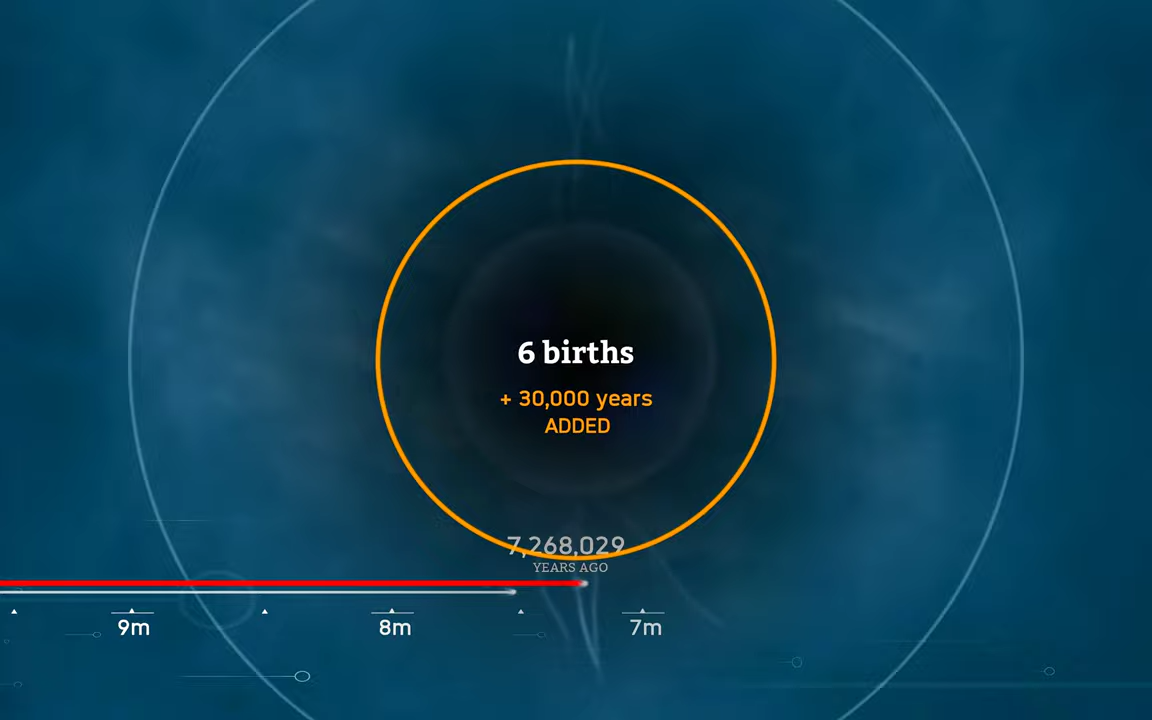 6 births
+ 30,000 years
ADDED
7,268,029
YEARS AGO
9m
8m
7m